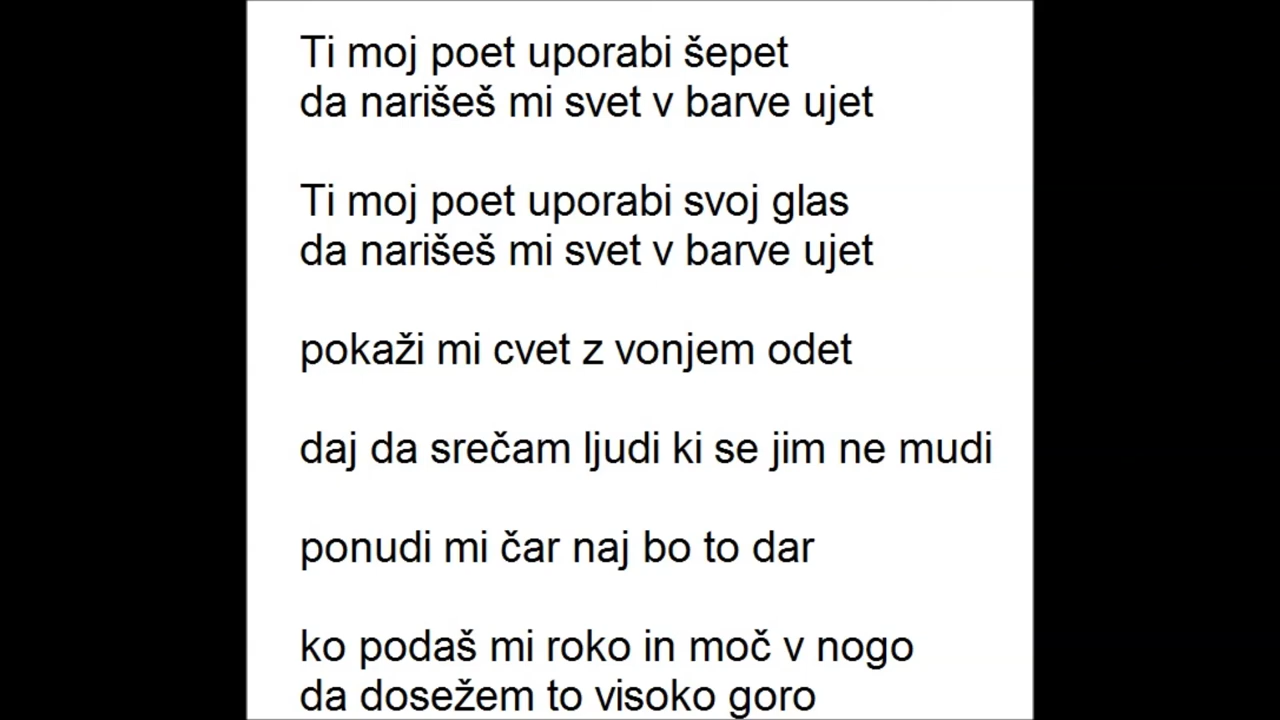 Ti moj poet uporabi šepet
da narišeš mi svet v barve ujet
Ti moj poet uporabi svoj glas
da narišeš mi svet v barve ujet
pokaži mi cvet z vonjem odet
daj da srečam ljudi ki se jim ne mudi
ponudi mi čar naj bo to dar
ko podaš mi roko in moč v nogo
da dosežem to visoko goro